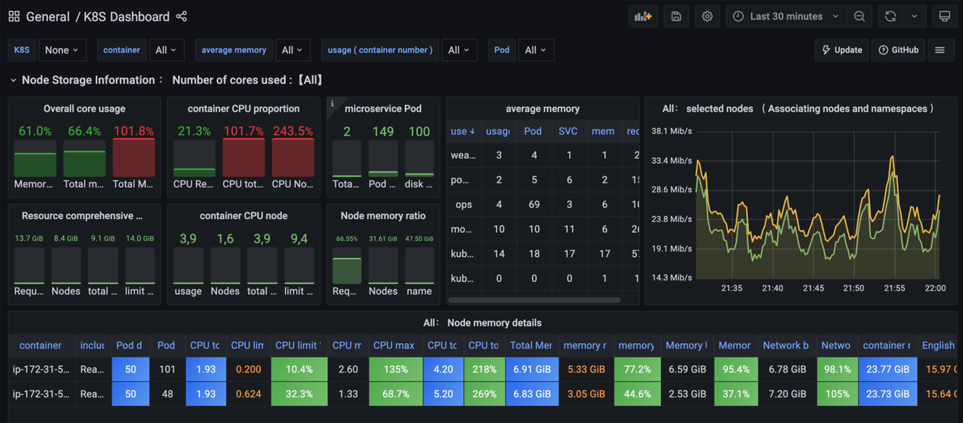 General / K8S Dashboard
Last 30 minutes
K8S None container All average memory All usage ( container number ) All Pod All Update GitHub
Node Storage Information： Number of cores used :【All】
Overall core usage
61.0% 66.4% 101.8%
Memor... Total m... Total M...
container CPU proportion
21.3% 101.7% 243.5%
CPU Re... CPU tot... CPU No...
i
microservice Pod
2 149 100
Tota... Pod ... disk ...
Resource comprehensive ...
13.7 GiB 8.4 GiB 9.1 GiB 14.0 GiB
Requ... Nodes total ... limit ...
container CPU node
3,9 1,6 3,9 9,4
usage Nodes total ... limit ...
Node memory ratio
66.55% 31.61 GiB 47.50 GiB
Req... Nodes name
average memory
use ↓ usage Pod SVC mem rec
wea... 3 4 1 1 2
po... 2 5 6 2
ops 4 69 3 6
mo... 10 10 11 6
kub... 14 18 17 17
kub... 0 0 0 1
All： selected nodes （ Associating nodes and namespaces ）
38.1 Mib/s
33.4 Mib/s
28.6 Mib/s
23.8 Mib/s
19.1 Mib/s
14.3 Mib/s
21:35 21:40 21:45 21:50 21:55 22:00
All： Node memory details
container includ Pod d Pod CPU to CPU lim CPU limit CPU m CPU max CPU to CPU to Total Mer memory r memory Memory U Memor Network b Netwo container r English
ip-172-31-5... Rea... 50 101 1.93 0.200 10.4% 2.60 135% 4.20 218% 6.91 GiB 5.33 GiB 77.2% 6.59 GiB 95.4% 6.78 GiB 98.1% 23.77 GiB 15.97
ip-172-31-5... Rea... 50 48 1.93 0.624 32.3% 1.33 68.7% 5.20 269% 6.83 GiB 3.05 GiB 44.6% 2.53 GiB 37.1% 7.20 GiB 105% 23.73 GiB 15.64